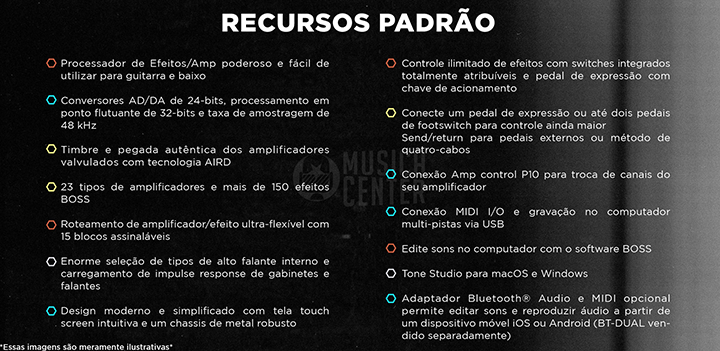 RECURSOS PADRÃO
Processador de Efeitos/Amp poderoso e fácil de
utilizar para guitarra e baixo
Conversores AD/DA de 24-bits, processamento em
ponto flutuante de 32-bits e taxa de amostragem de
48 kHz
Timbre e pegada autêntica dos amplificadores
valvulados com tecnologia AIRD
23 tipos de amplificadores e mais de 150 efeitos
BOSS
Roteamento de amplificador/efeito ultra-flexível com
15 blocos assináláveis
Enorme seleção de tipos de alto falante interno e
carregamento de impulse response de gabinetes e
falantes
Design moderno e simplificado com tela touch
screen intuitiva e um chassis de metal robusto
Controle ilimitado de efeitos com switches integrados
totalmente atribuíveis e pedal de expressão com
chave de acionamento
Conecte um pedal de expressão ou até dois pedais
de footswitch para controle ainda maior
Send/return para pedais externos ou método de
quatro-cabos
Conexão Amp control P10 para troca de canais do
seu amplificador
Conexão MIDI I/O e gravação no computador
multi-pistas via USB
Edite sons no computador com o software BOSS
Tone Studio para macOS e Windows
Adaptador Bluetooth® Audio e MIDI opcional
permite editar sons e reproduzir áudio a partir de
um dispositivo móvel iOS ou Android (BT-DUAL ven-
dido separadamente)
MUSICAL
CENTER
*Essas imagens são meramente ilustrativas*